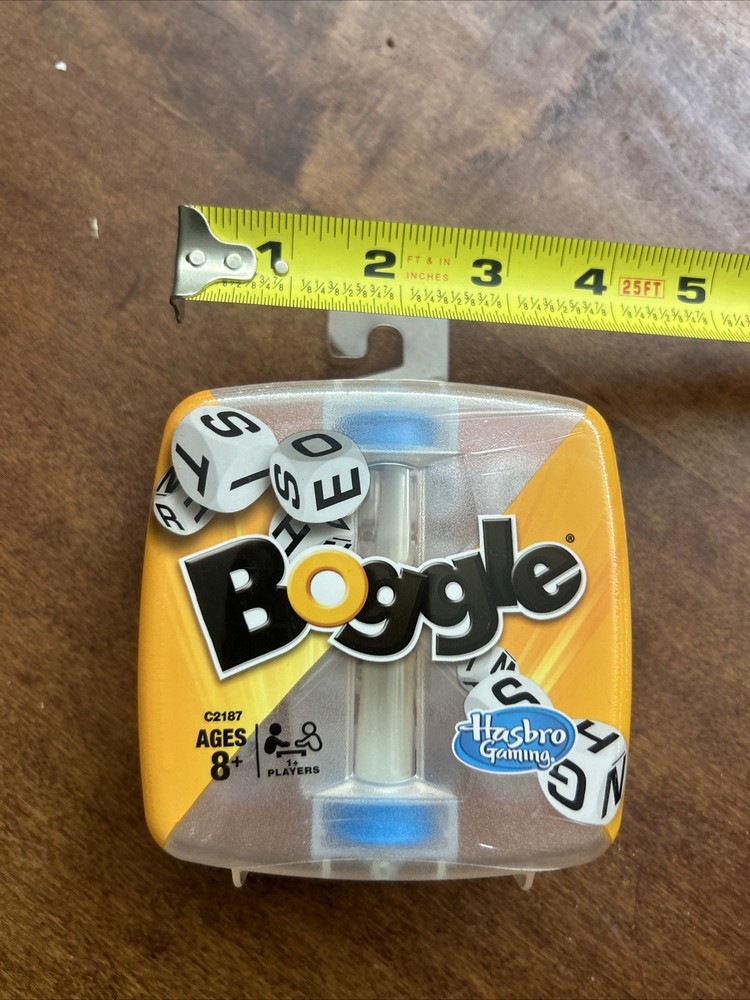 1 2 FT & IN 3 4 25FT 5
INCHES
S
T I
N
R
O
S E
H
Boggle®
C2187
AGES
8+
1+
PLAYERS
M
S
Hasbro
Gaming
H
G N